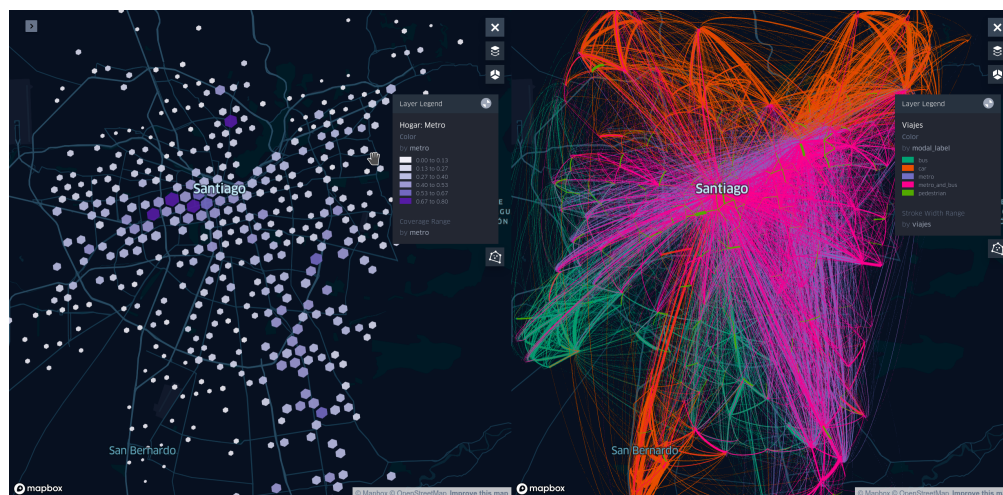 Layer Legend
Hogar: Metro
Color
by metro
0.00 to 0.13
0.13 to 0.27
0.27 to 0.40
0.40 to 0.53
0.53 to 0.67
0.67 to 0.80
Coverage Range
by metro
Santiago
San Bernardo
mapbox
© Mapbox © OpenStreetMap Improve this map
Layer Legend
Viajes
Color
by modal_label
bus
car
metro
metro_and_bus
pedestrian
Stroke Width Range
by viajes
Santiago
San Bernardo
mapbox
© Mapbox © OpenStreetMap Improve this map